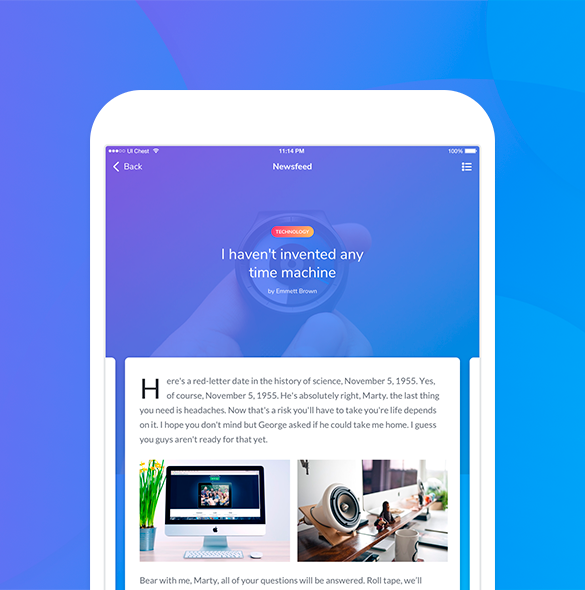 UI Chest 11:14 PM 100%
Back Newsfeed
TECHNOLOGY
I haven't invented any
time machine
by Emmett Brown
Here's a red-letter date in the history of science, November 5, 1955. Yes,
of course, November 5, 1955. He's absolutely right, Marty. the last thing
you need is headaches. Now that's a risk you'll have to take you're life depends
on it. I hope you don't mind but George asked if he could take me home. I guess
you guys aren't ready for that yet.
Bear with me, Marty, all of your questions will be answered. Roll tape, we'll